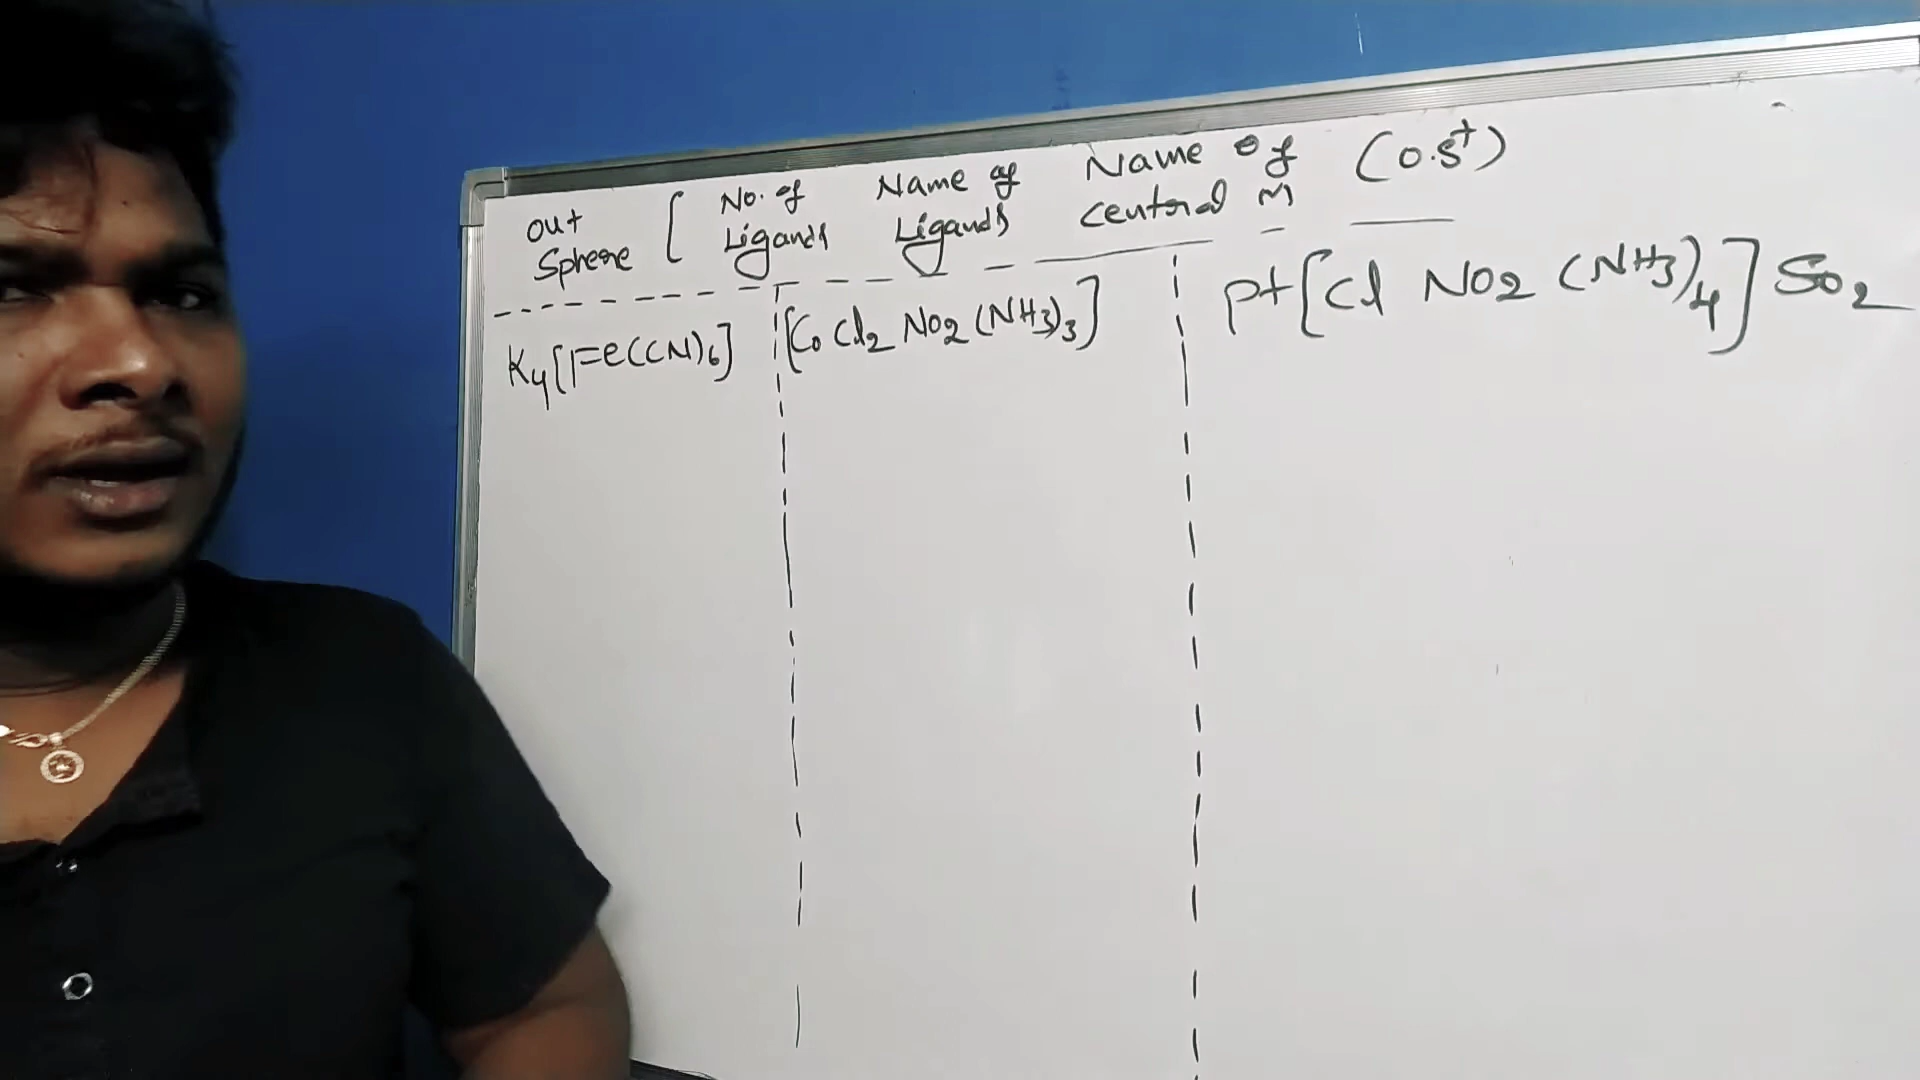 out Sphere [ No. of Ligands Name of Ligands Name of central M (o.s+)
K4[Fe(CN)6]
[Co Cl2 NO2 (NH3)3]
pt[Cl NO2 (NH3)4] SO2